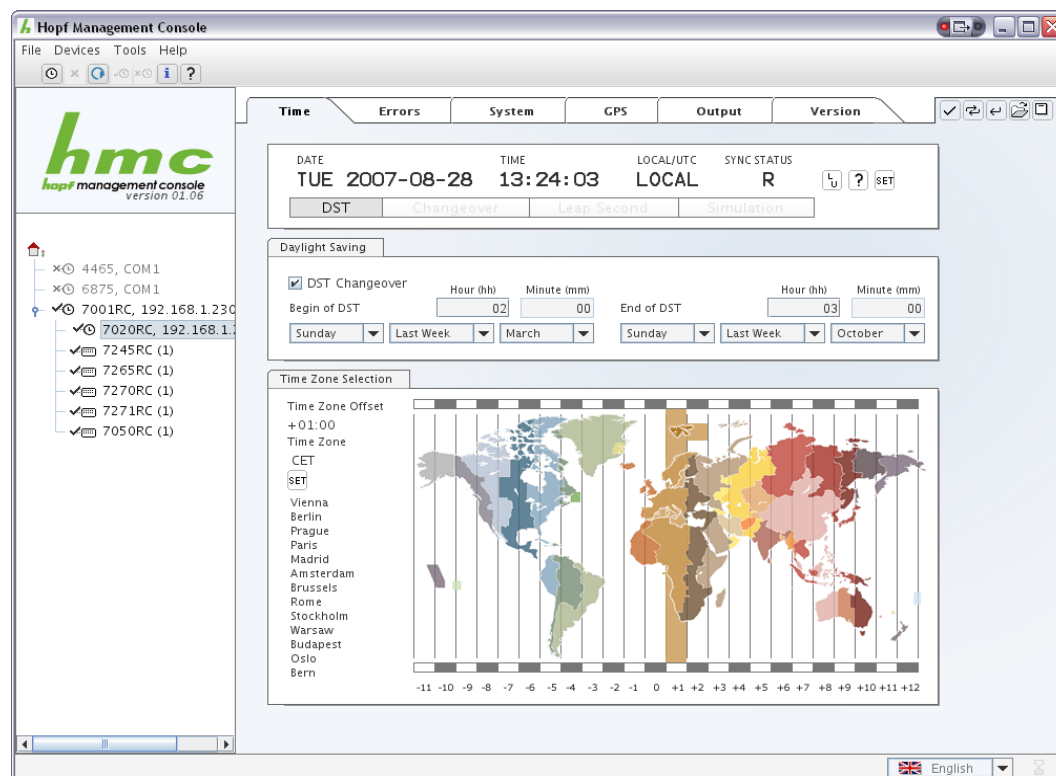 Hopf Management Console
File Devices Tools Help
hmc
hopf management console
version 01.06
4465, COM1
6875, COM1
7001RC, 192.168.1.230
7020RC, 192.168.1.
7245RC (1)
7265RC (1)
7270RC (1)
7271RC (1)
7050RC (1)
Time Errors System GPS Output Version
DATE TIME LOCAL/UTC SYNC STATUS
TUE 2007-08-28 13:24:03 LOCAL R L U ? SET
DST Changeover Leap Second Simulation
Daylight Saving
DST Changeover Hour (hh) Minute (mm) Hour (hh) Minute (mm)
Begin of DST 02 00 End of DST 03 00
Sunday Last Week March Sunday Last Week October
Time Zone Selection
Time Zone Offset
+01:00
Time Zone
CET
SET
Vienna
Berlin
Prague
Paris
Madrid
Amsterdam
Brussels
Rome
Stockholm
Warsaw
Budapest
Oslo
Bern
-11 -10 -9 -8 -7 -6 -5 -4 -3 -2 -1 0 +1 +2 +3 +4 +5 +6 +7 +8 +9 +10 +11 +12
English